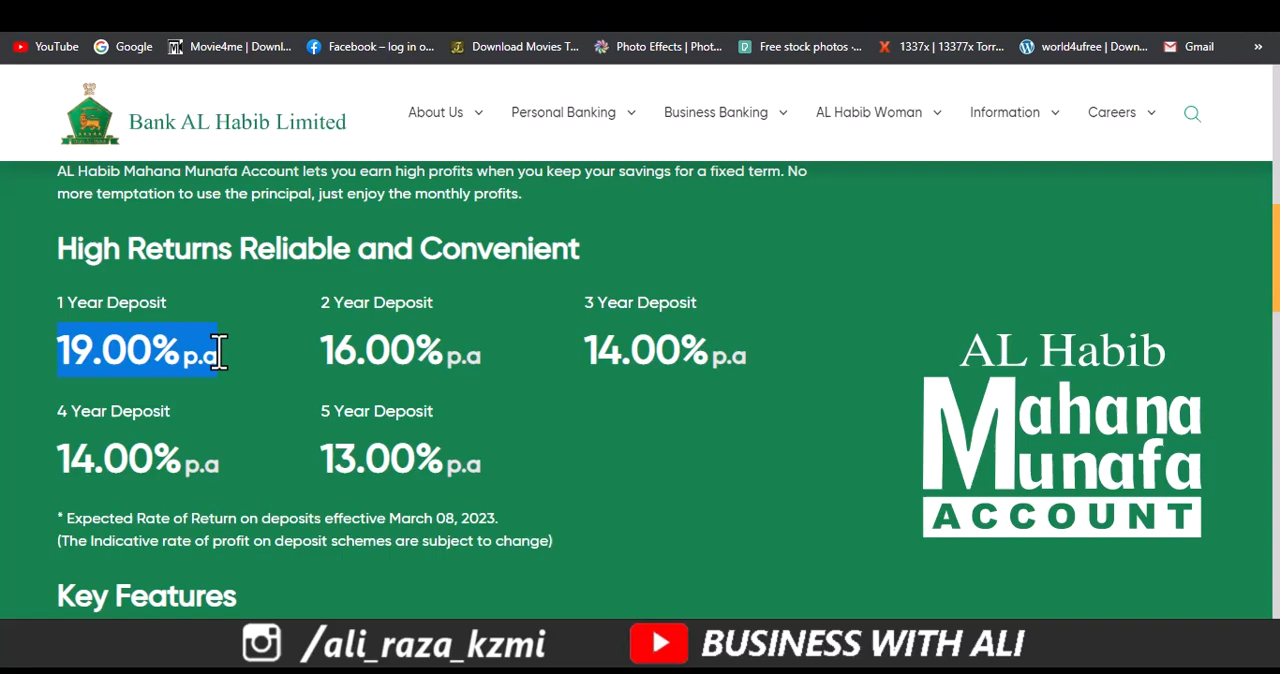 YouTube
Google
Movie4me | Downl...
Facebook – log in o...
Download Movies T...
Photo Effects | Phot...
Free stock photos -...
1337x | 13377x Torr...
world4ufree | Down...
Gmail
»
Bank AL Habib Limited
About Us
Personal Banking
Business Banking
AL Habib Woman
Information
Careers
AL Habib Mahana Munafa Account lets you earn high profits when you keep your savings for a fixed term. No
more temptation to use the principal, just enjoy the monthly profits.
High Returns Reliable and Convenient
1 Year Deposit
2 Year Deposit
3 Year Deposit
19.00% p.a
16.00% p.a
14.00% p.a
4 Year Deposit
5 Year Deposit
14.00% p.a
13.00% p.a
* Expected Rate of Return on deposits effective March 08, 2023.
(The Indicative rate of profit on deposit schemes are subject to change)
Key Features
AL Habib
Mahana
Munafa
ACCOUNT
/ali_raza_kzmi
BUSINESS WITH ALI